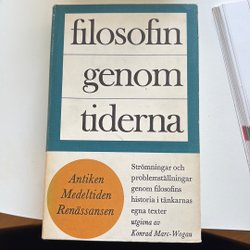 filosofin
genom
tiderna
Antiken
Medeltiden
Renässansen
Strömningar och
problemställningar
genom filosofins
historia i tänkarnas
egna texter
utgivna av
Konrad Marc-Wogau